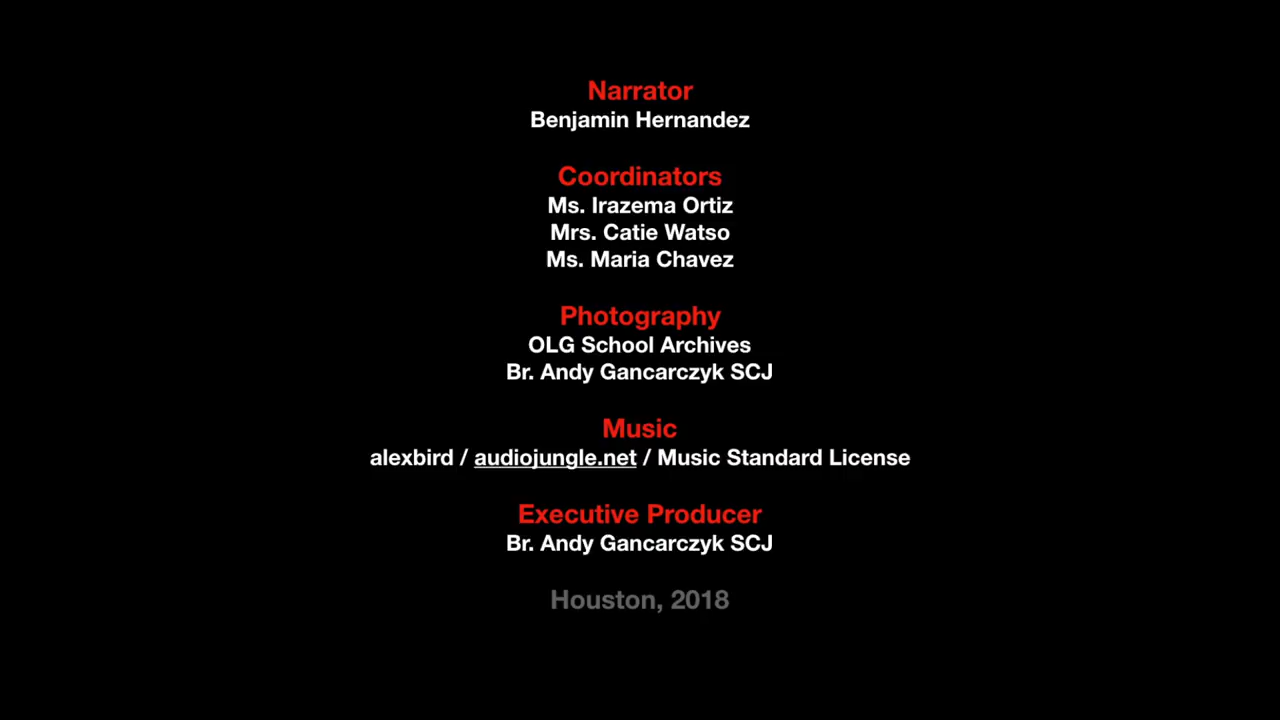 Narrator
Benjamin Hernandez
Coordinators
Ms. Irazema Ortiz
Mrs. Catie Watso
Ms. Maria Chavez
Photography
OLG School Archives
Br. Andy Gancarczyk SCJ
Music
alexbird / audiojungle.net / Music Standard License
Executive Producer
Br. Andy Gancarczyk SCJ
Houston, 2018